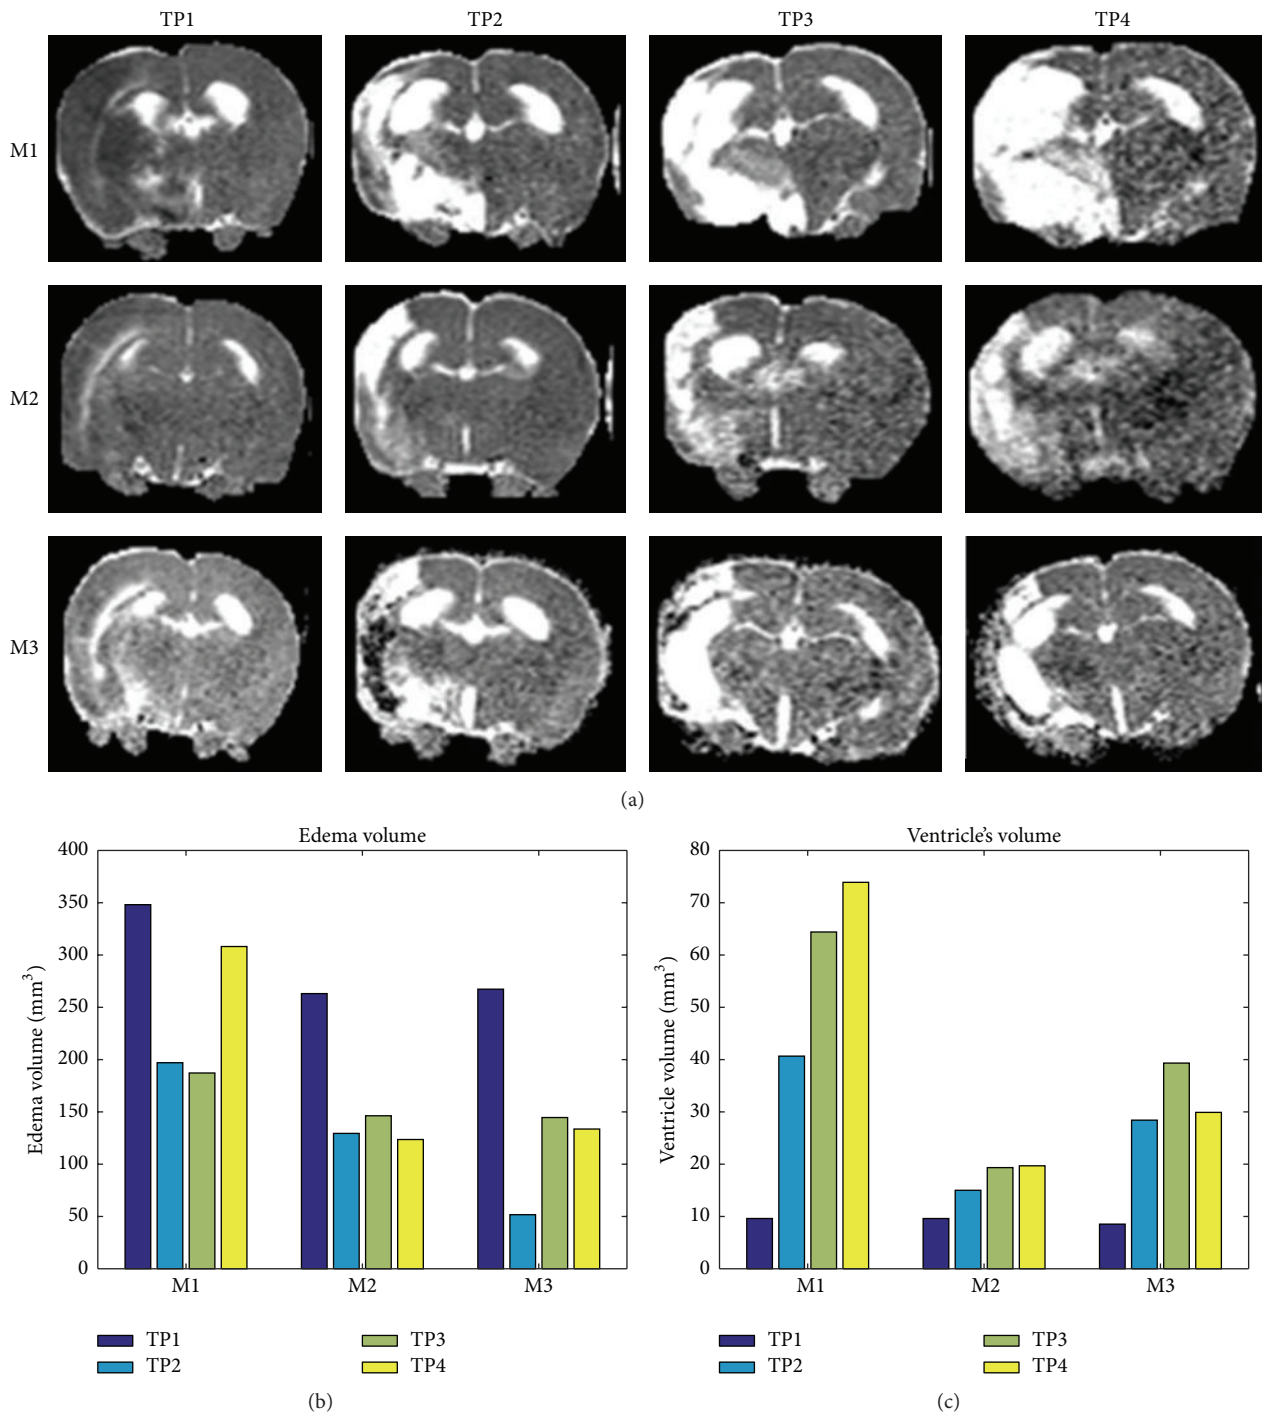 TP1 TP2 TP3 TP4
M1
M2
M3
(a)
Edema volume
400
350
300
250
200
150
100
50
0
Edema volume (mm³)
M1 M2 M3
TP1 TP3
TP2 TP4
(b)
Ventricle's volume
80
70
60
50
40
30
20
10
0
Ventricle volume (mm³)
M1 M2 M3
TP1 TP3
TP2 TP4
(c)